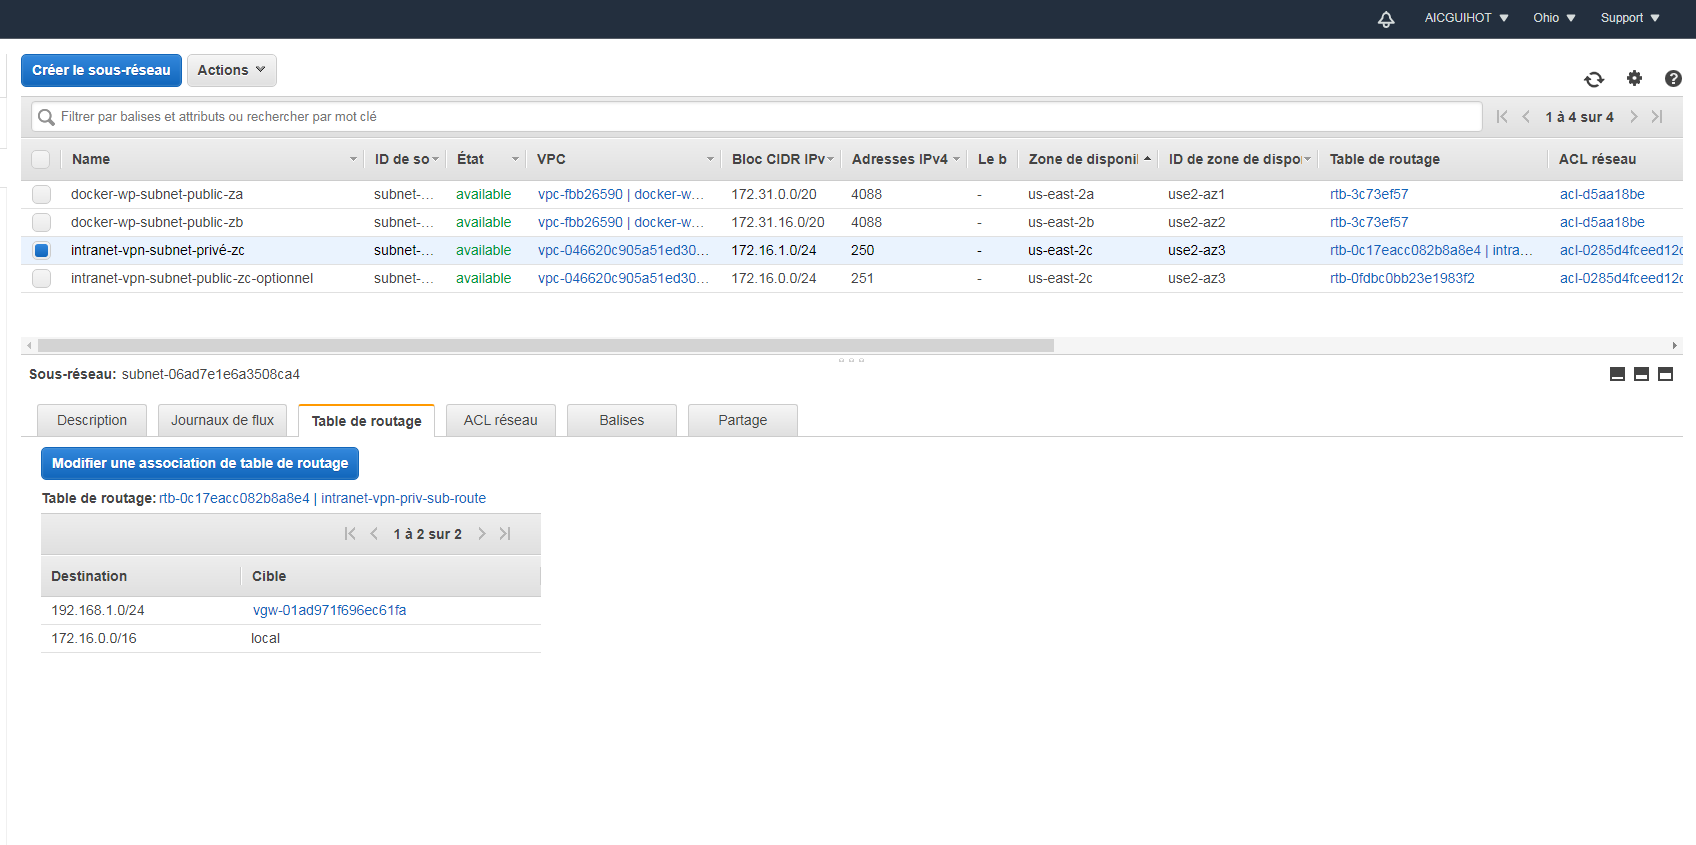 AICGUIHOT Ohio Support
Créer le sous-réseau Actions
Filtrer par balises et attributs ou rechercher par mot clé 1 à 4 sur 4
Name ID de so État VPC Bloc CIDR IPv Adresses IPv4 Le b Zone de disponil ID de zone de dispo Table de routage ACL réseau
docker-wp-subnet-public-za subnet-... available vpc-fbb26590 | docker-w... 172.31.0.0/20 4088 - us-east-2a use2-az1 rtb-3c73ef57 acl-d5aa18be
docker-wp-subnet-public-zb subnet-... available vpc-fbb26590 | docker-w... 172.31.16.0/20 4088 - us-east-2b use2-az2 rtb-3c73ef57 acl-d5aa18be
intranet-vpn-subnet-privé-zc subnet-... available vpc-046620c905a51ed30... 172.16.1.0/24 250 - us-east-2c use2-az3 rtb-0c17eacc082b8a8e4 | intra... acl-0285d4fceed12c
intranet-vpn-subnet-public-zc-optionnel subnet-... available vpc-046620c905a51ed30... 172.16.0.0/24 251 - us-east-2c use2-az3 rtb-0fdbc0bb23e1983f2 acl-0285d4fceed12c
Sous-réseau: subnet-06ad7e1e6a3508ca4
Description Journaux de flux Table de routage ACL réseau Balises Partage
Modifier une association de table de routage
Table de routage: rtb-0c17eacc082b8a8e4 | intranet-vpn-priv-sub-route
1 à 2 sur 2
Destination Cible
192.168.1.0/24 vgw-01ad971f696ec61fa
172.16.0.0/16 local